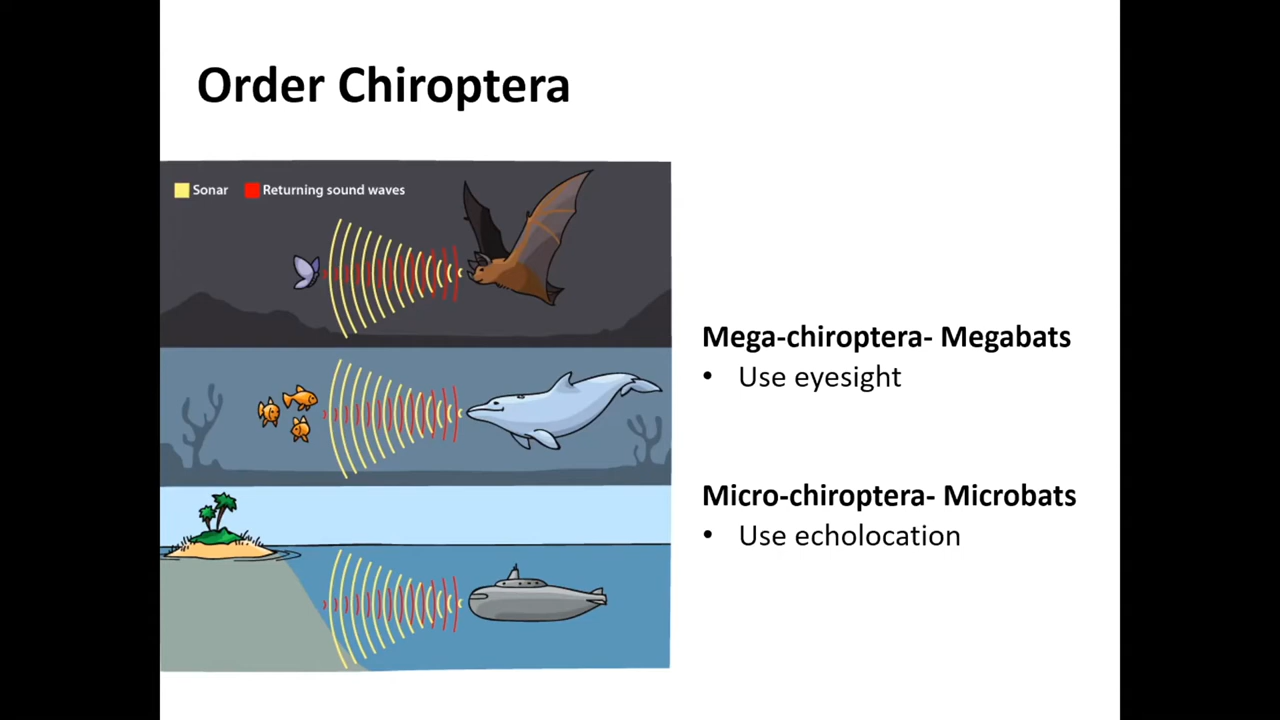 Order Chiroptera
Sonar Returning sound waves
Mega-chiroptera- Megabats
• Use eyesight
Micro-chiroptera- Microbats
• Use echolocation